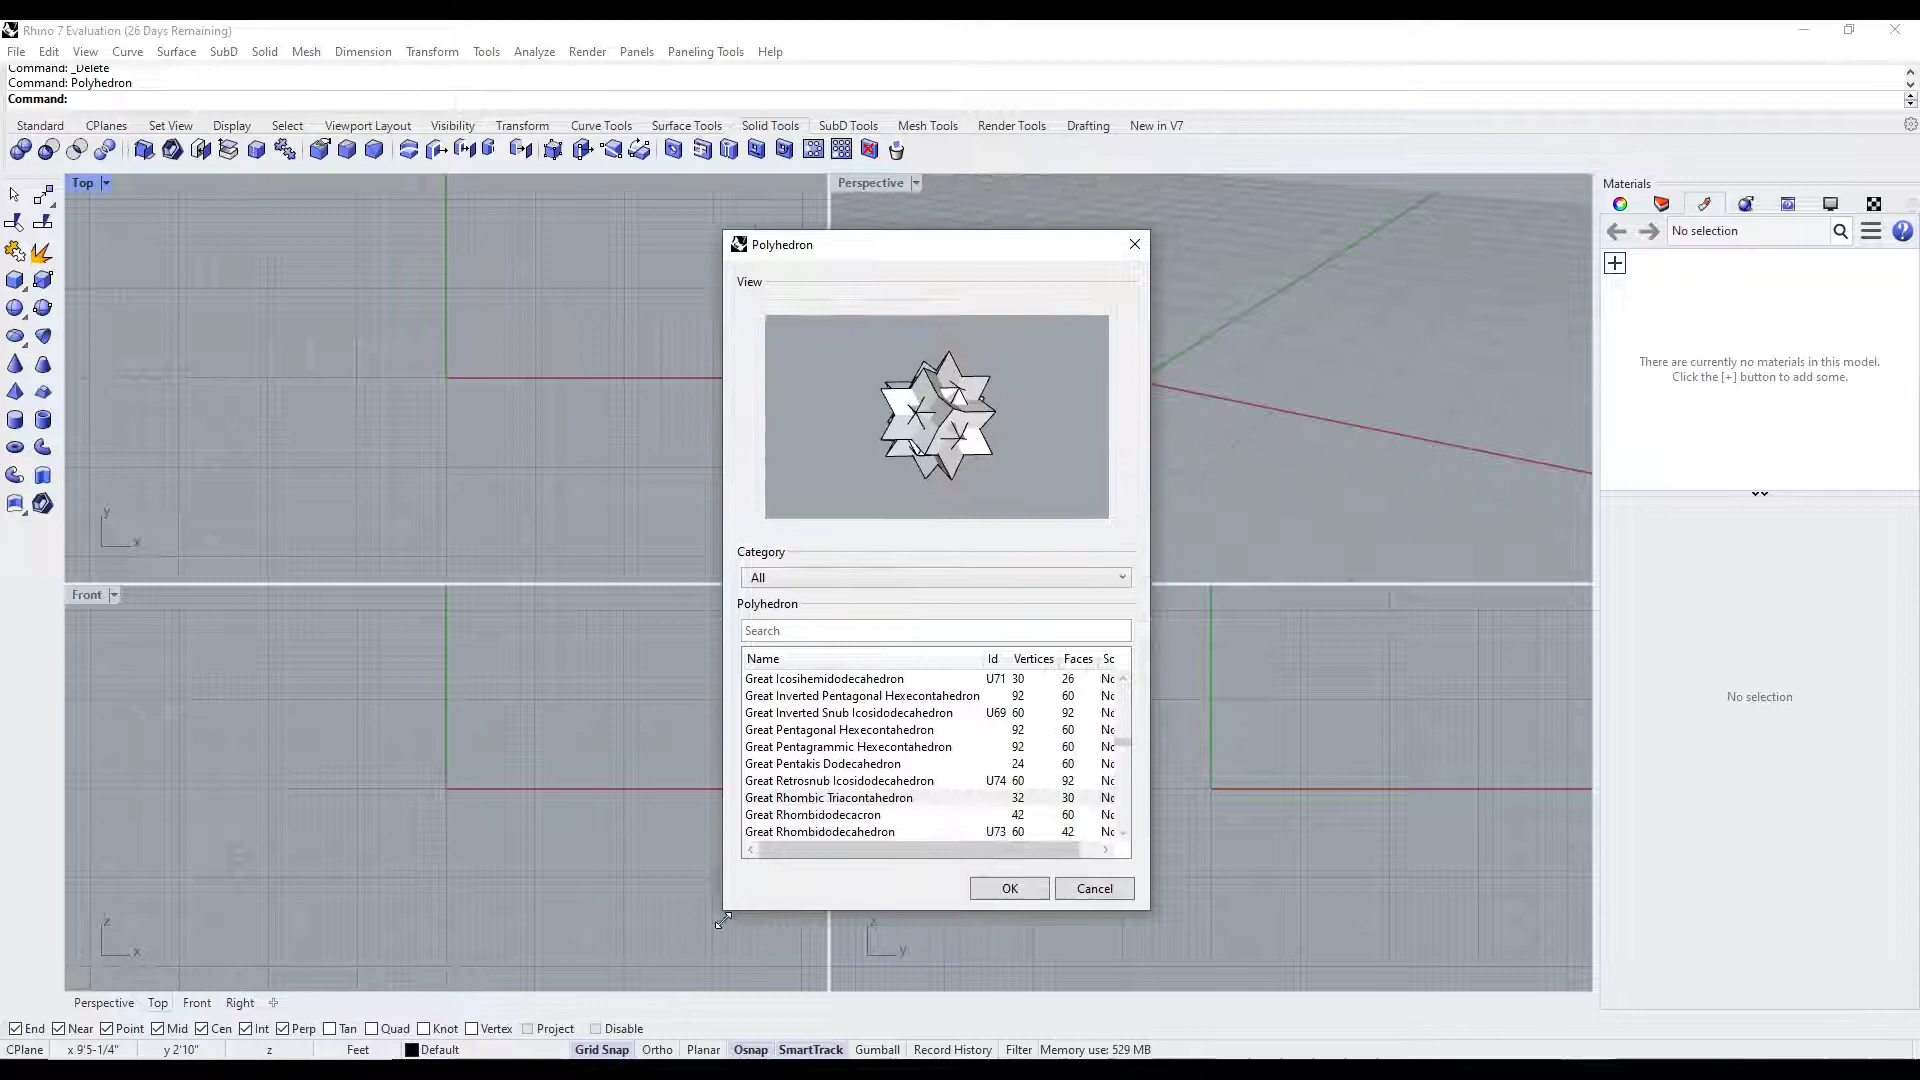 Rhino 7 Evaluation (26 Days Remaining)
File Edit View Curve Surface SubD Solid Mesh Dimension Transform Tools Analyze Render Panels Paneling Tools Help
Command: _Delete
Command: Polyhedron
Command:
Standard CPlanes Set View Display Select Viewport Layout Visibility Transform Curve Tools Surface Tools Solid Tools SubD Tools Mesh Tools Render Tools Drafting New in V7
Top
Perspective
Materials
No selection
There are currently no materials in this model.
Click the [+] button to add some.
No selection
Polyhedron
View
Category
All
Polyhedron
Search
Name Id Vertices Faces Sc
Great Icosihemidodecahedron U71 30 26 Nc
Great Inverted Pentagonal Hexecontahedron 92 60 Nc
Great Inverted Snub Icosidodecahedron U69 60 92 Nc
Great Pentagonal Hexecontahedron 92 60 Nc
Great Pentagrammic Hexecontahedron 92 60 Nc
Great Pentakis Dodecahedron 24 60 Nc
Great Retrosnub Icosidodecahedron U74 60 92 Nc
Great Rhombic Triacontahedron 32 30 Nc
Great Rhombidodecacron 42 60 Nc
Great Rhombidodecahedron U73 60 42 Nc
OK Cancel
y
x
Front
z
x
z
y
Perspective Top Front Right
End Near Point Mid Cen Int Perp Tan Quad Knot Vertex Project Disable
CPlane x 9'5-1/4" y 2'10" z Feet Default Grid Snap Ortho Planar Osnap SmartTrack Gumball Record History Filter Memory use: 529 MB